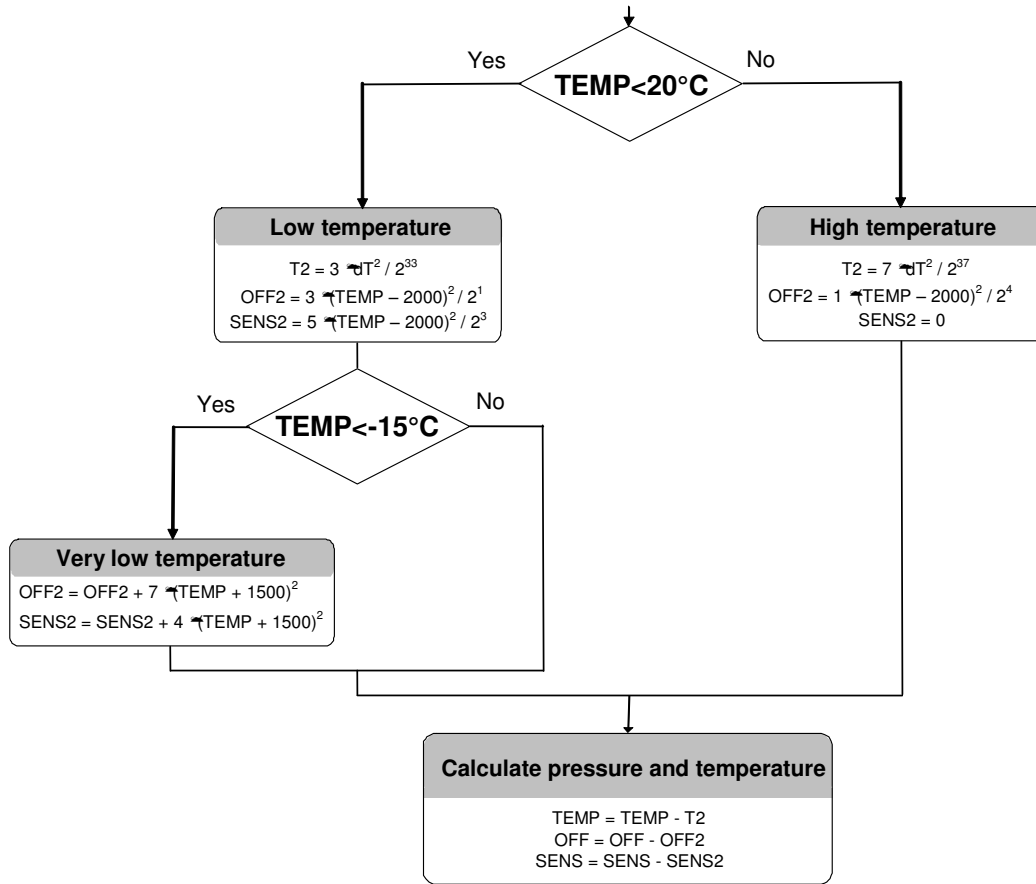 Yes
No
TEMP<20°C
Low temperature
T2 = 3 dT² / 2³³
OFF2 = 3 (TEMP – 2000)² / 2¹
SENS2 = 5 (TEMP – 2000)² / 2³
High temperature
T2 = 7 dT² / 2³⁷
OFF2 = 1 (TEMP – 2000)² / 2⁴
SENS2 = 0
Yes
No
TEMP<-15°C
Very low temperature
OFF2 = OFF2 + 7 (TEMP + 1500)²
SENS2 = SENS2 + 4 (TEMP + 1500)²
Calculate pressure and temperature
TEMP = TEMP - T2
OFF = OFF - OFF2
SENS = SENS - SENS2